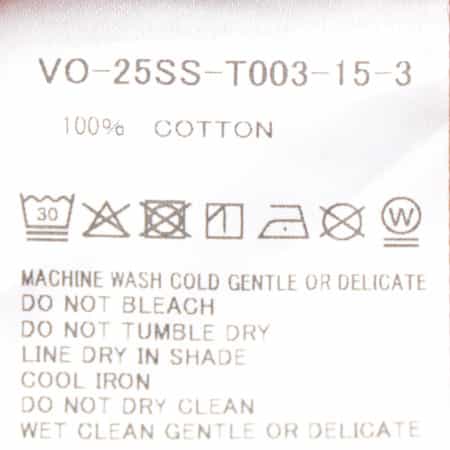 VO-25SS-T003-15-3
100% COTTON
30 W
MACHINE WASH COLD GENTLE OR DELICATE
DO NOT BLEACH
DO NOT TUMBLE DRY
LINE DRY IN SHADE
COOL IRON
DO NOT DRY CLEAN
WET CLEAN GENTLE OR DELICATE